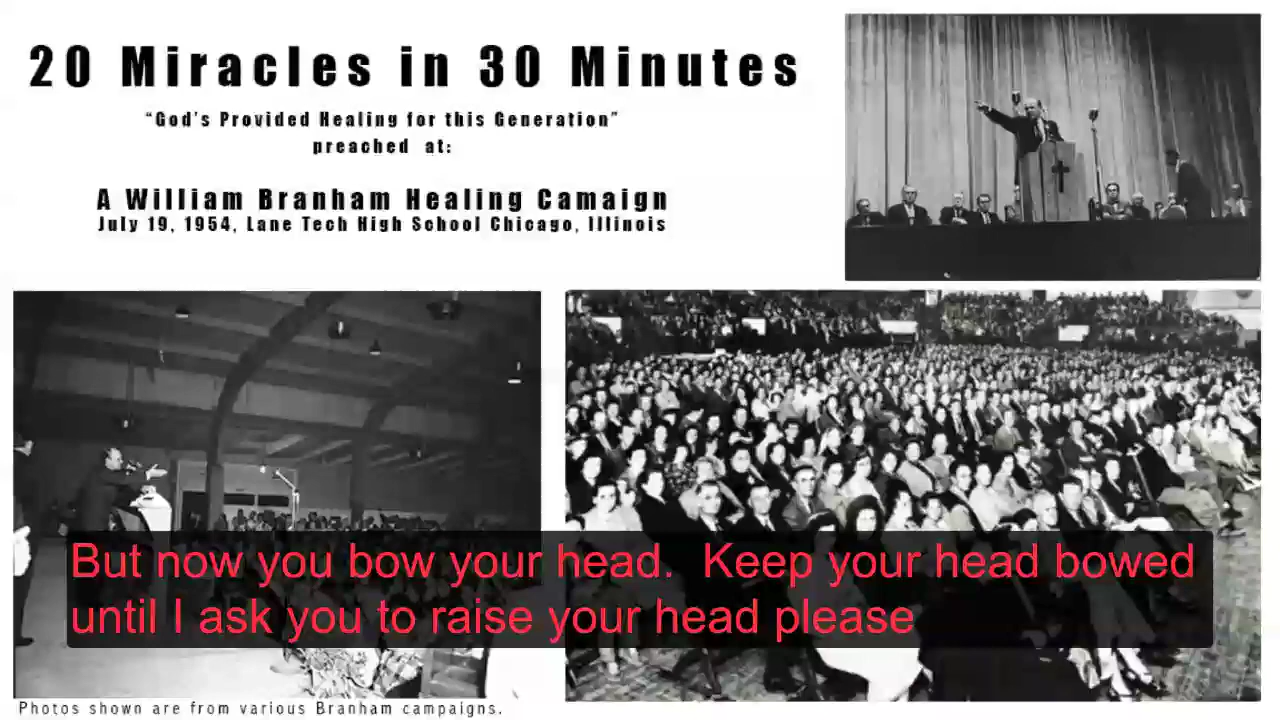 20 Miracles in 30 Minutes
“God's Provided Healing for this Generation”
preached at:
A William Branham Healing Camaign
July 19, 1954, Lane Tech High School Chicago, Illinois
But now you bow your head. Keep your head bowed
until I ask you to raise your head please
Photos shown are from various Branham campaigns.